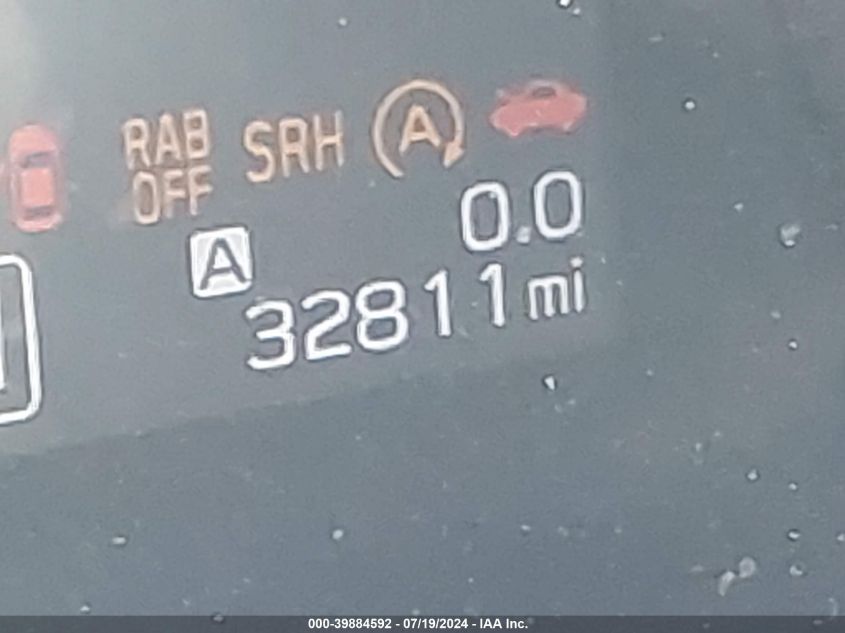 RAB
OFF
SRH
A
A
0.0
32811 mi
000-39884592 - 07/19/2024 - IAA Inc.